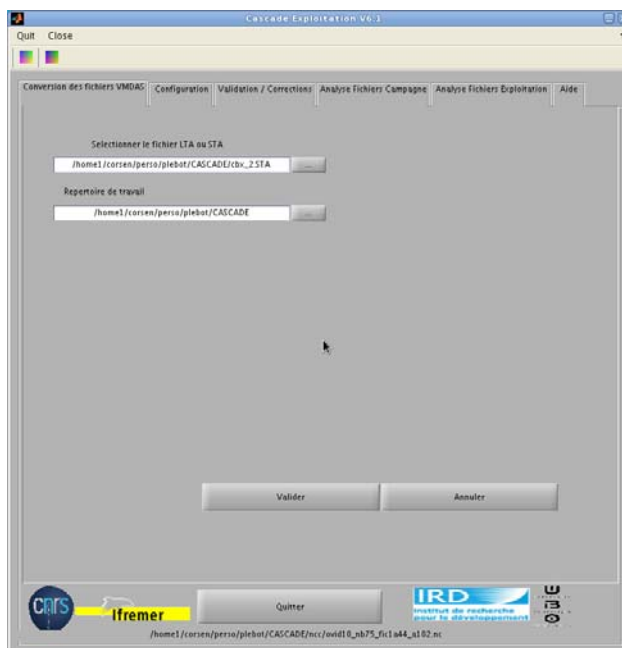 Cascade Exploitation V6.1
Quit Close
Conversion des fichiers VMDAS Configuration Validation / Corrections Analyse Fichiers Campagne Analyse Fichiers Exploitation Aide
Selectionner le fichier LTA ou STA
/home1/corsen/perso/plebot/CASCADE/cbx_2.STA ...
Repertoire de travail
/home1/corsen/perso/plebot/CASCADE ...
Valider Annuler
cnrs Ifremer Quitter IRD Institut de recherche pour le développement UBO
/home1/corsen/perso/plebot/CASCADE/ncc/ovid10_nb75_fic1a44_a102.nc